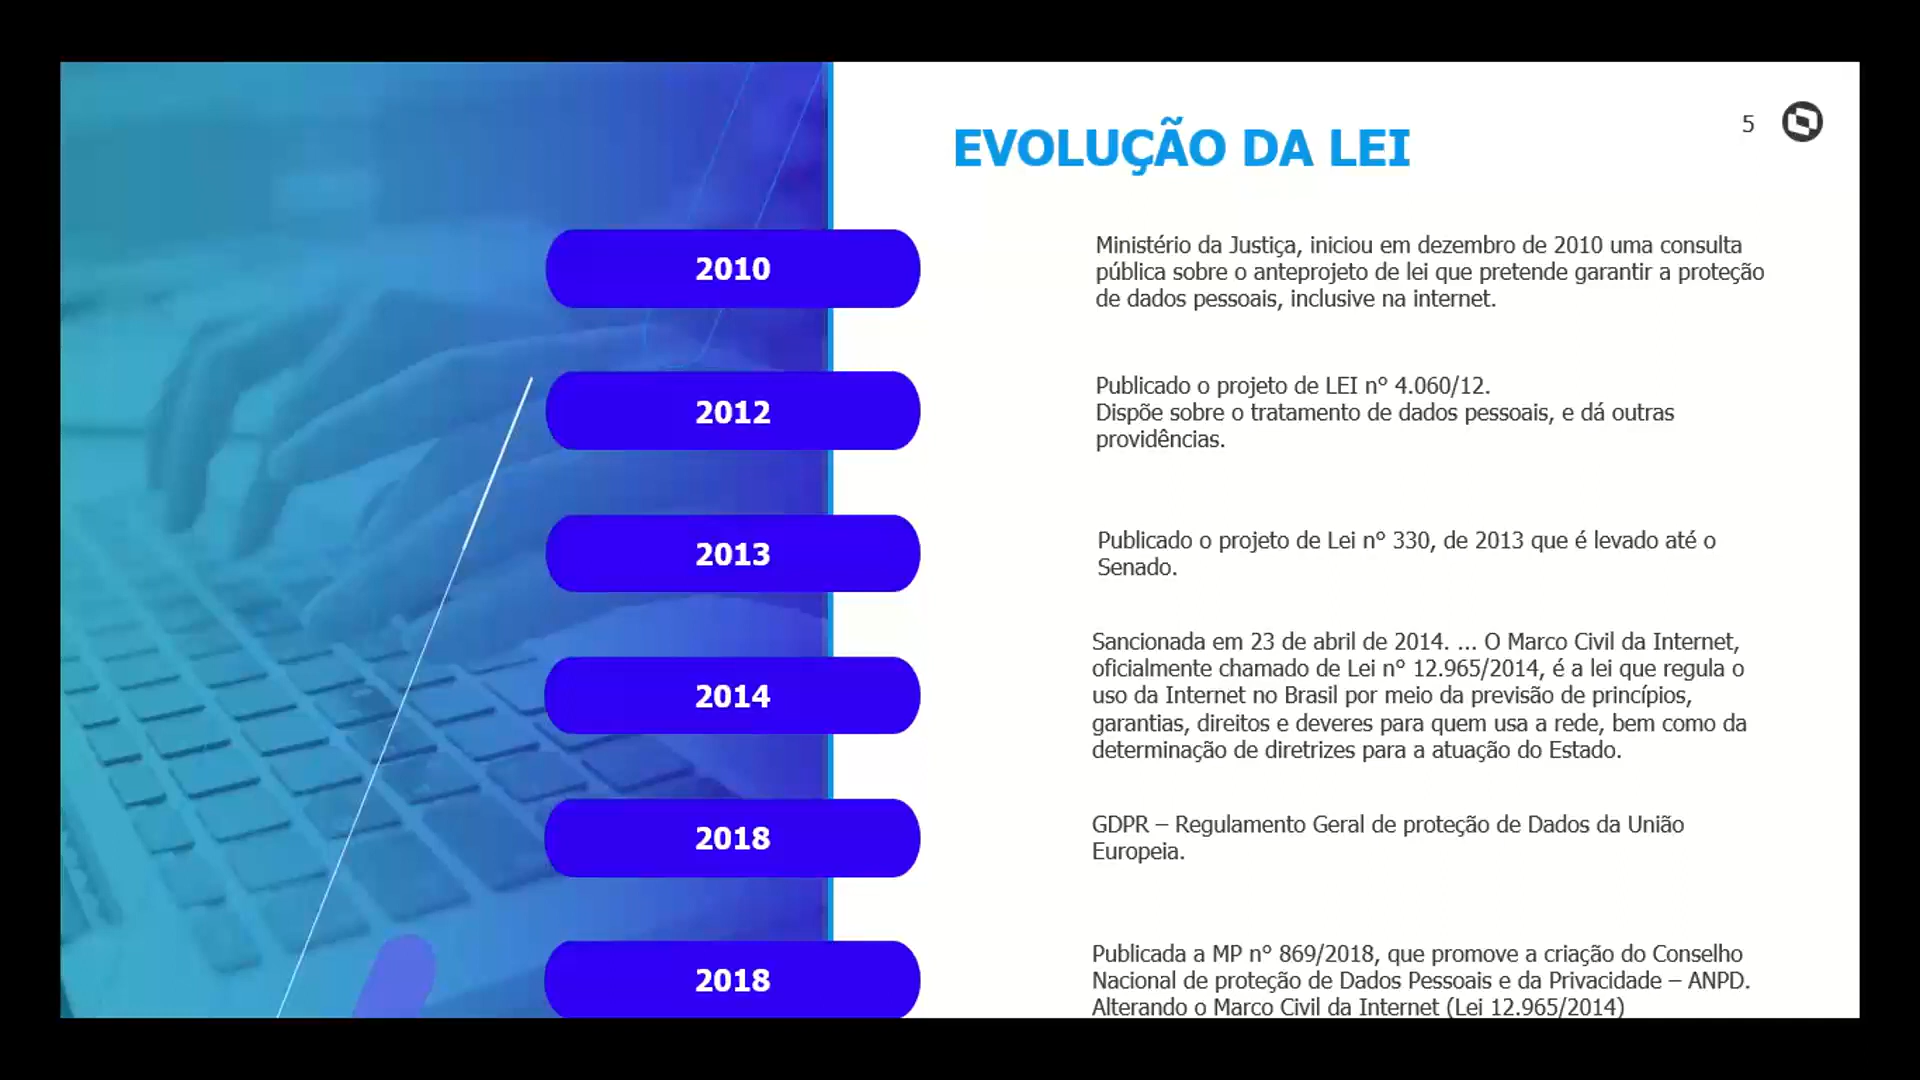 5
EVOLUÇÃO DA LEI
2010
Ministério da Justiça, iniciou em dezembro de 2010 uma consulta
pública sobre o anteprojeto de lei que pretende garantir a proteção
de dados pessoais, inclusive na internet.
2012
Publicado o projeto de LEI nº 4.060/12.
Dispõe sobre o tratamento de dados pessoais, e dá outras
providências.
2013
Publicado o projeto de Lei nº 330, de 2013 que é levado até o
Senado.
2014
Sancionada em 23 de abril de 2014. ... O Marco Civil da Internet,
oficialmente chamado de Lei n° 12.965/2014, é a lei que regula o
uso da Internet no Brasil por meio da previsão de princípios,
garantias, direitos e deveres para quem usa a rede, bem como da
determinação de diretrizes para a atuação do Estado.
2018
GDPR – Regulamento Geral de proteção de Dados da União
Europeia.
2018
Publicada a MP n° 869/2018, que promove a criação do Conselho
Nacional de proteção de Dados Pessoais e da Privacidade – ANPD.
Alterando o Marco Civil da Internet (Lei 12.965/2014)